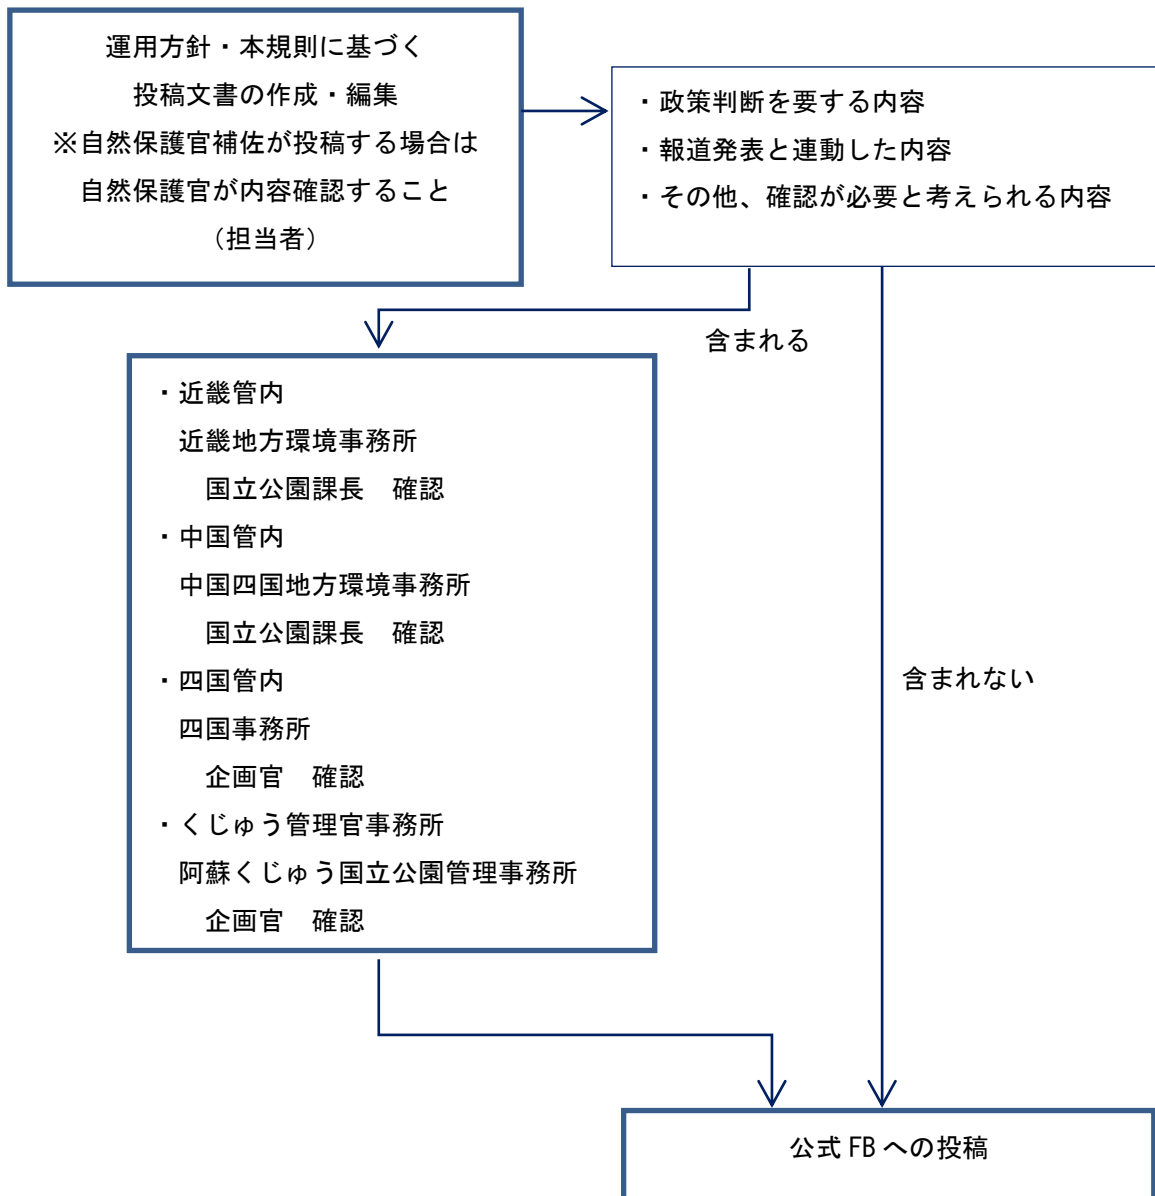 運用方針・本規則に基づく
投稿文書の作成・編集
※自然保護官補佐が投稿する場合は
自然保護官が内容確認すること
（担当者）
・政策判断を要する内容
・報道発表と連動した内容
・その他、確認が必要と考えられる内容
含まれる
・近畿管内
近畿地方環境事務所
国立公園課長　確認
・中国管内
中国四国地方環境事務所
国立公園課長　確認
・四国管内
四国事務所
企画官　確認
・くじゅう管理官事務所
阿蘇くじゅう国立公園管理事務所
企画官　確認
含まれない
公式 FB への投稿